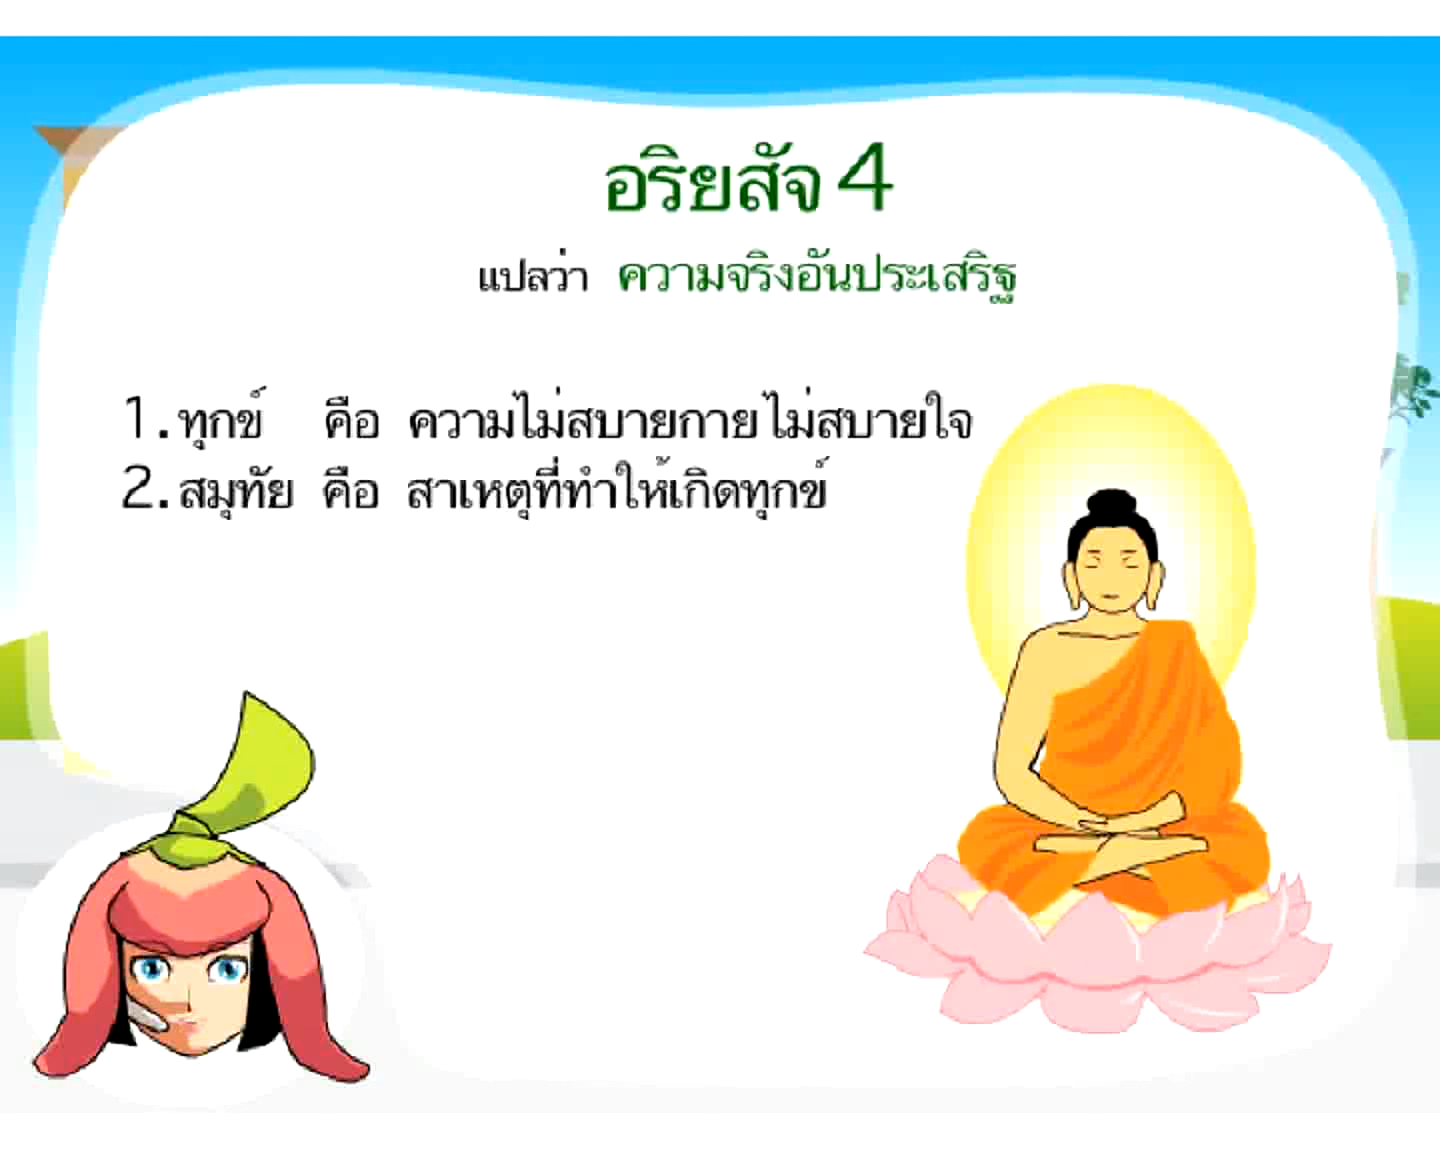 อริยสัจ 4
แปลว่า ความจริงอันประเสริฐ
1. ทุกข์ คือ ความไม่สบายกายไม่สบายใจ
2. สมุทัย คือ สาเหตุที่ทำให้เกิดทุกข์